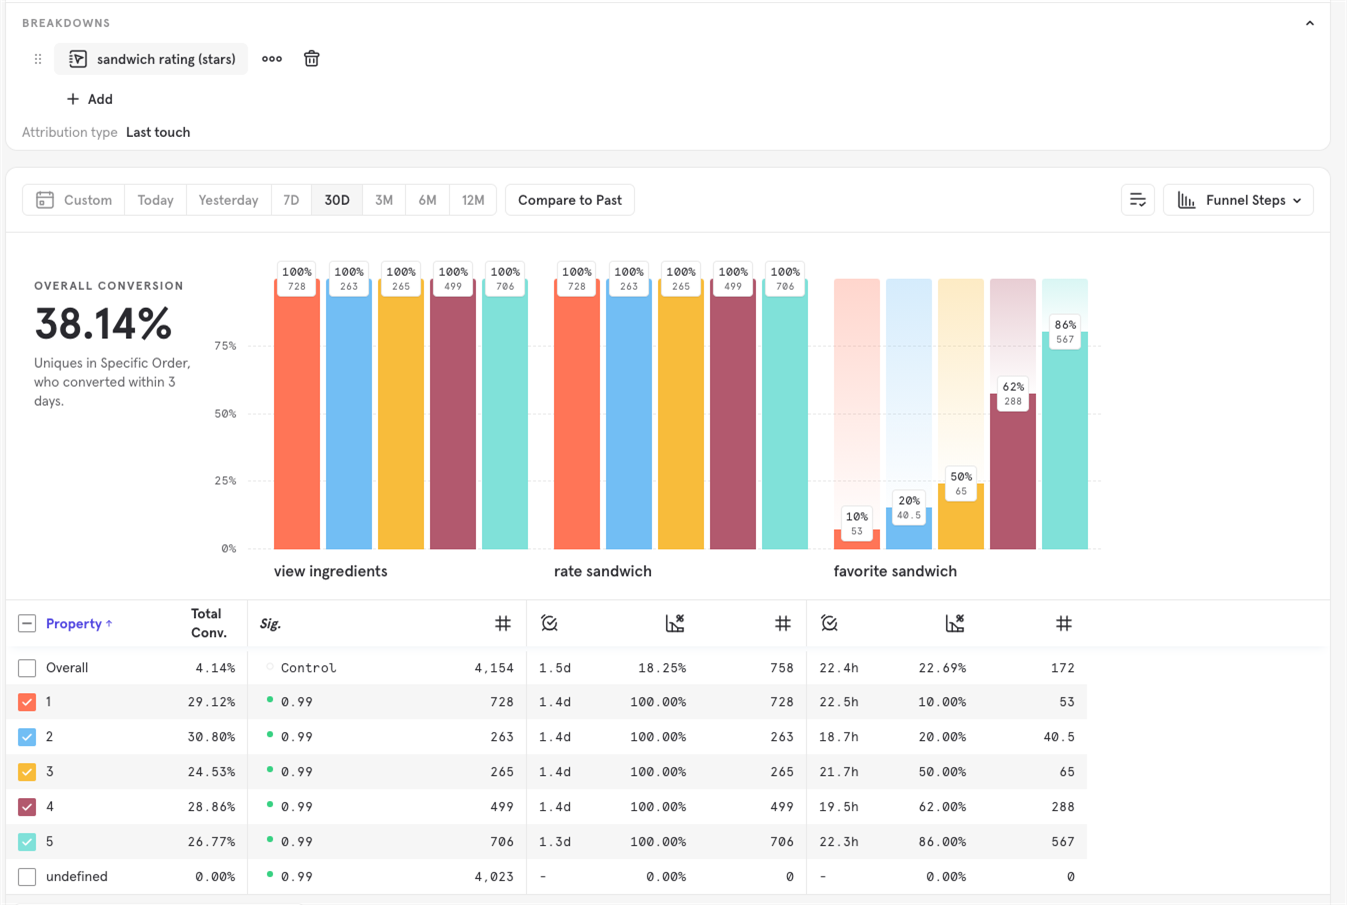 BREAKDOWNS
sandwich rating (stars)
Add
Attribution type Last touch
Custom Today Yesterday 7D 30D 3M 6M 12M Compare to Past Funnel Steps
OVERALL CONVERSION
38.14%
Uniques in Specific Order,
who converted within 3
days.
75%
50%
25%
0%
100% 100% 100% 100% 100% 100% 100% 100% 100% 100%
728 263 265 499 706 728 263 265 499 706
86%
567
62%
288
50%
65
20%
40.5
10%
53
view ingredients rate sandwich favorite sandwich
Property ↑ Total Conv. Sig. # # #
Overall 4.14% Control 4,154 1.5d 18.25% 758 22.4h 22.69% 172
1 29.12% 0.99 728 1.4d 100.00% 728 22.5h 10.00% 53
2 30.80% 0.99 263 1.4d 100.00% 263 18.7h 20.00% 40.5
3 24.53% 0.99 265 1.4d 100.00% 265 21.7h 50.00% 65
4 28.86% 0.99 499 1.4d 100.00% 499 19.5h 62.00% 288
5 26.77% 0.99 706 1.3d 100.00% 706 22.3h 86.00% 567
undefined 0.00% 0.99 4,023 - 0.00% 0 - 0.00% 0